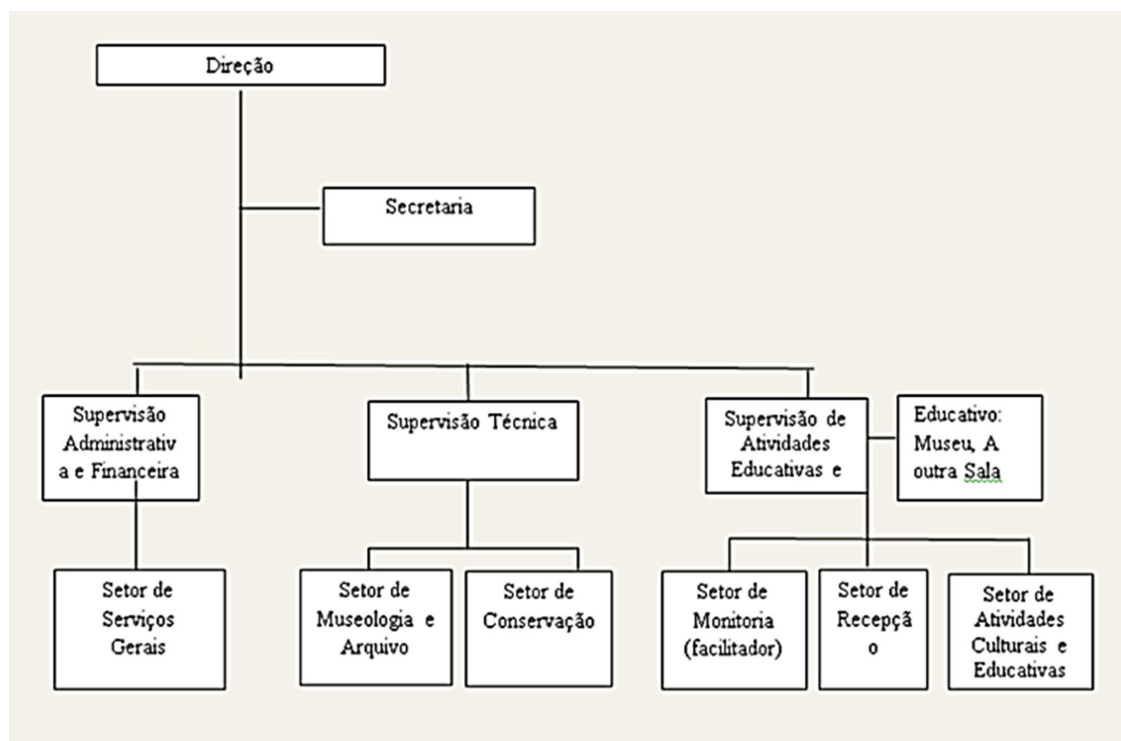 Direção
Secretaria
Supervisão
Administrativ
a e Financeira
Supervisão Técnica
Supervisão de
Atividades
Educativas e
Educativo:
Museu, A
outra Sala
Setor de
Serviços
Gerais
Setor de
Museologia e
Arquivo
Setor de
Conservação
Setor de
Monitoria
(facilitador)
Setor de
Recepçã
o
Setor de
Atividades
Culturais e
Educativas